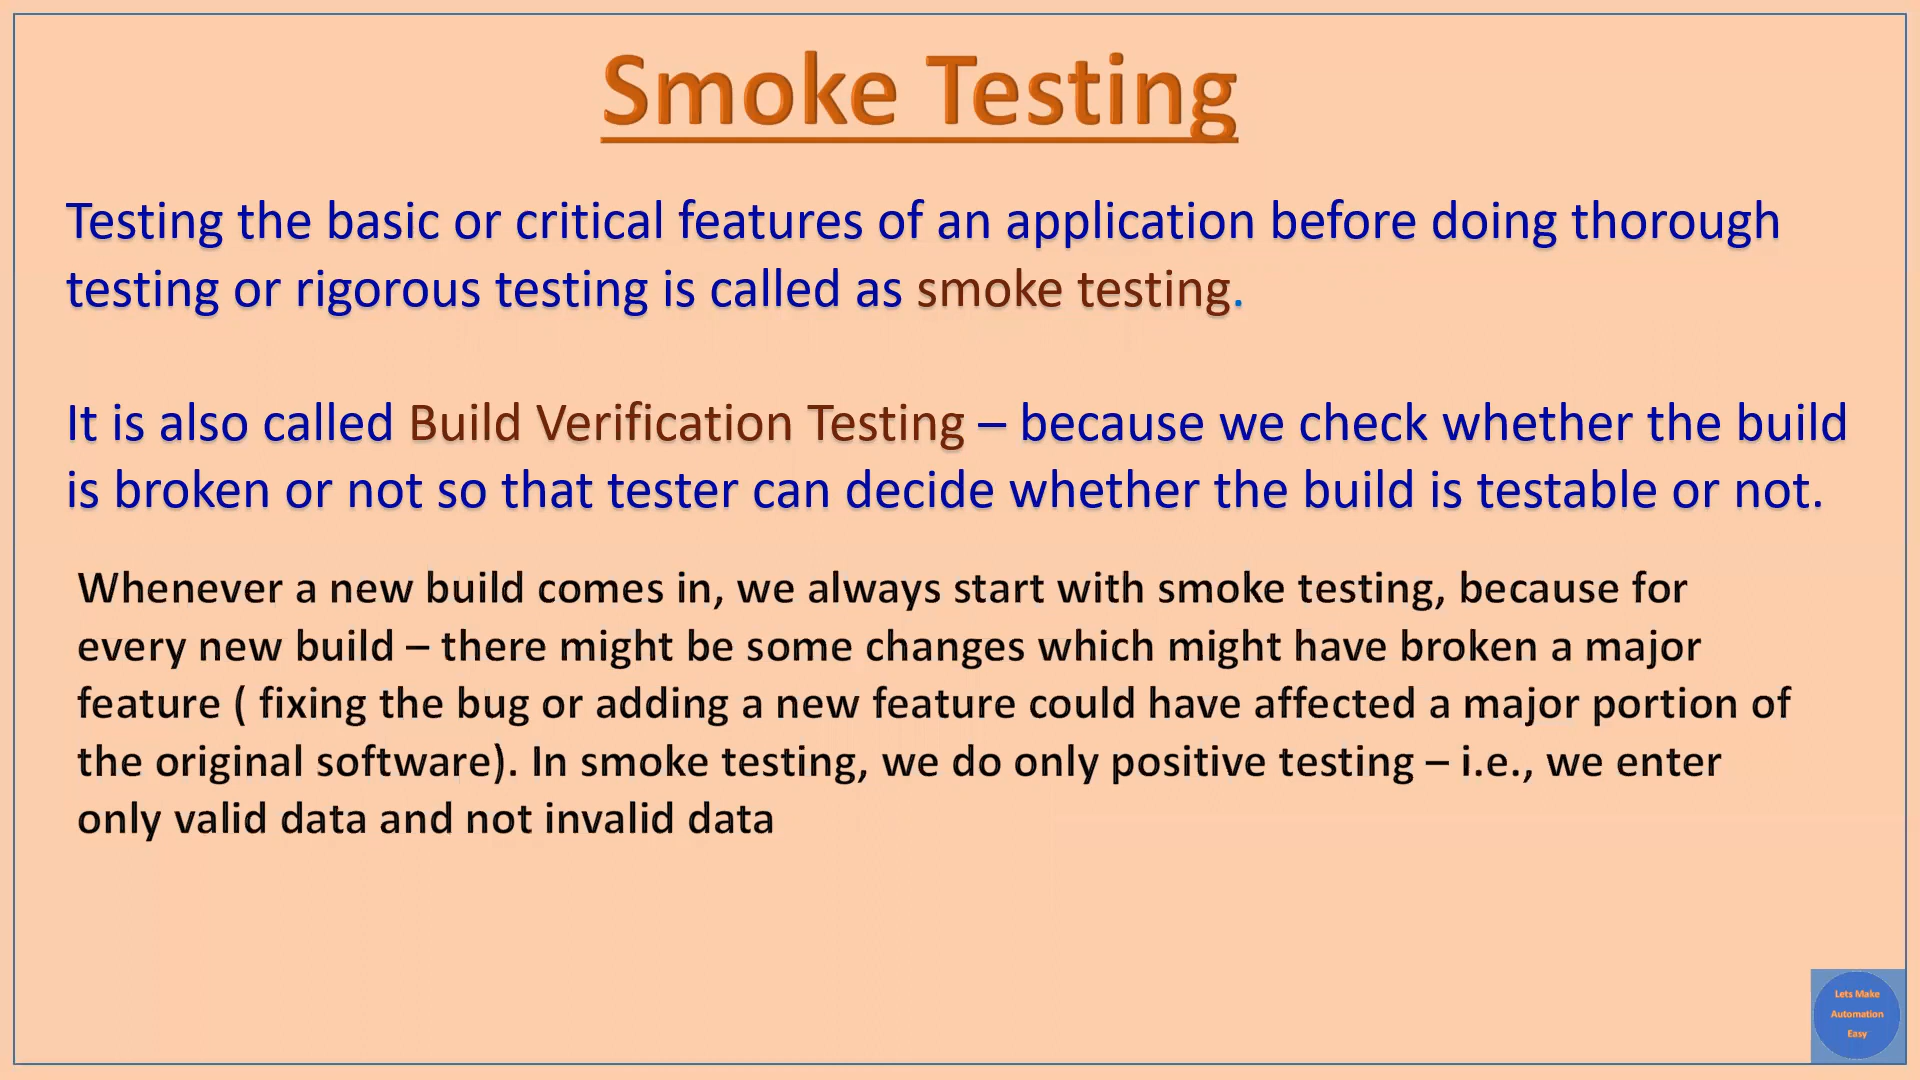 Smoke Testing
Testing the basic or critical features of an application before doing thorough
testing or rigorous testing is called as smoke testing.
It is also called Build Verification Testing – because we check whether the build
is broken or not so that tester can decide whether the build is testable or not.
Whenever a new build comes in, we always start with smoke testing, because for
every new build – there might be some changes which might have broken a major
feature ( fixing the bug or adding a new feature could have affected a major portion of
the original software). In smoke testing, we do only positive testing – i.e., we enter
only valid data and not invalid data
Lets Make
Automation
Easy